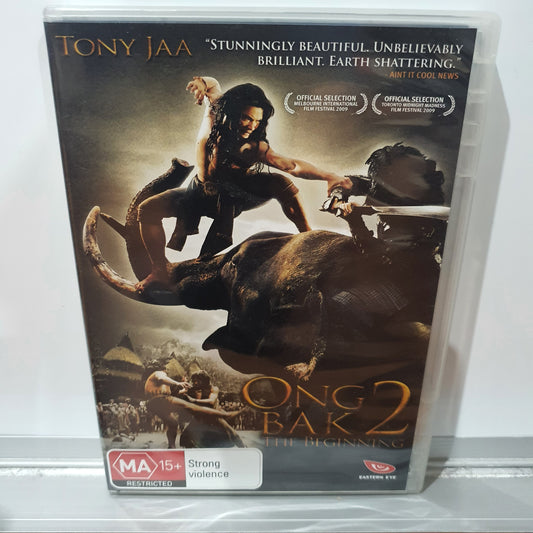 TONY JAA
“STUNNINGLY BEAUTIFUL. UNBELIEVABLY
BRILLIANT. EARTH SHATTERING.”
AINT IT COOL NEWS
OFFICIAL SELECTION
MELBOURNE INTERNATIONAL
FILM FESTIVAL 2009
OFFICIAL SELECTION
TORONTO MIDNIGHT MADNESS
FILM FESTIVAL 2009
ONG
BAK 2
THE BEGINNING
MA 15+
RESTRICTED
Strong
violence
EASTERN EYE